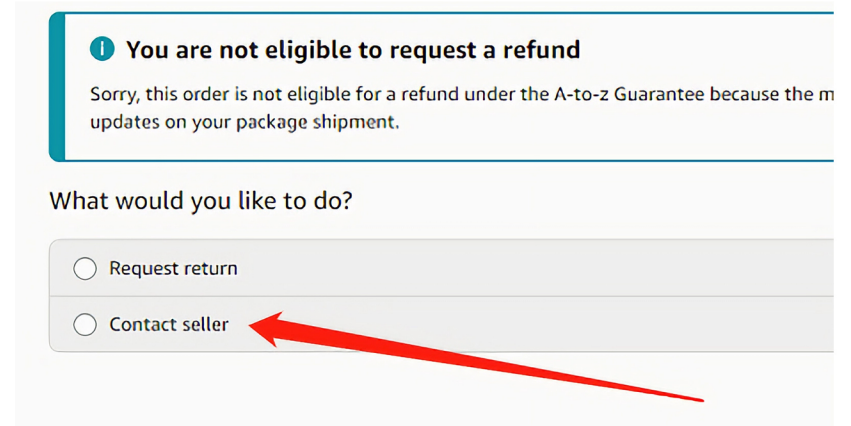 You are not eligible to request a refund
Sorry, this order is not eligible for a refund under the A-to-z Guarantee because the
updates on your package shipment.
What would you like to do?
Request return
Contact seller